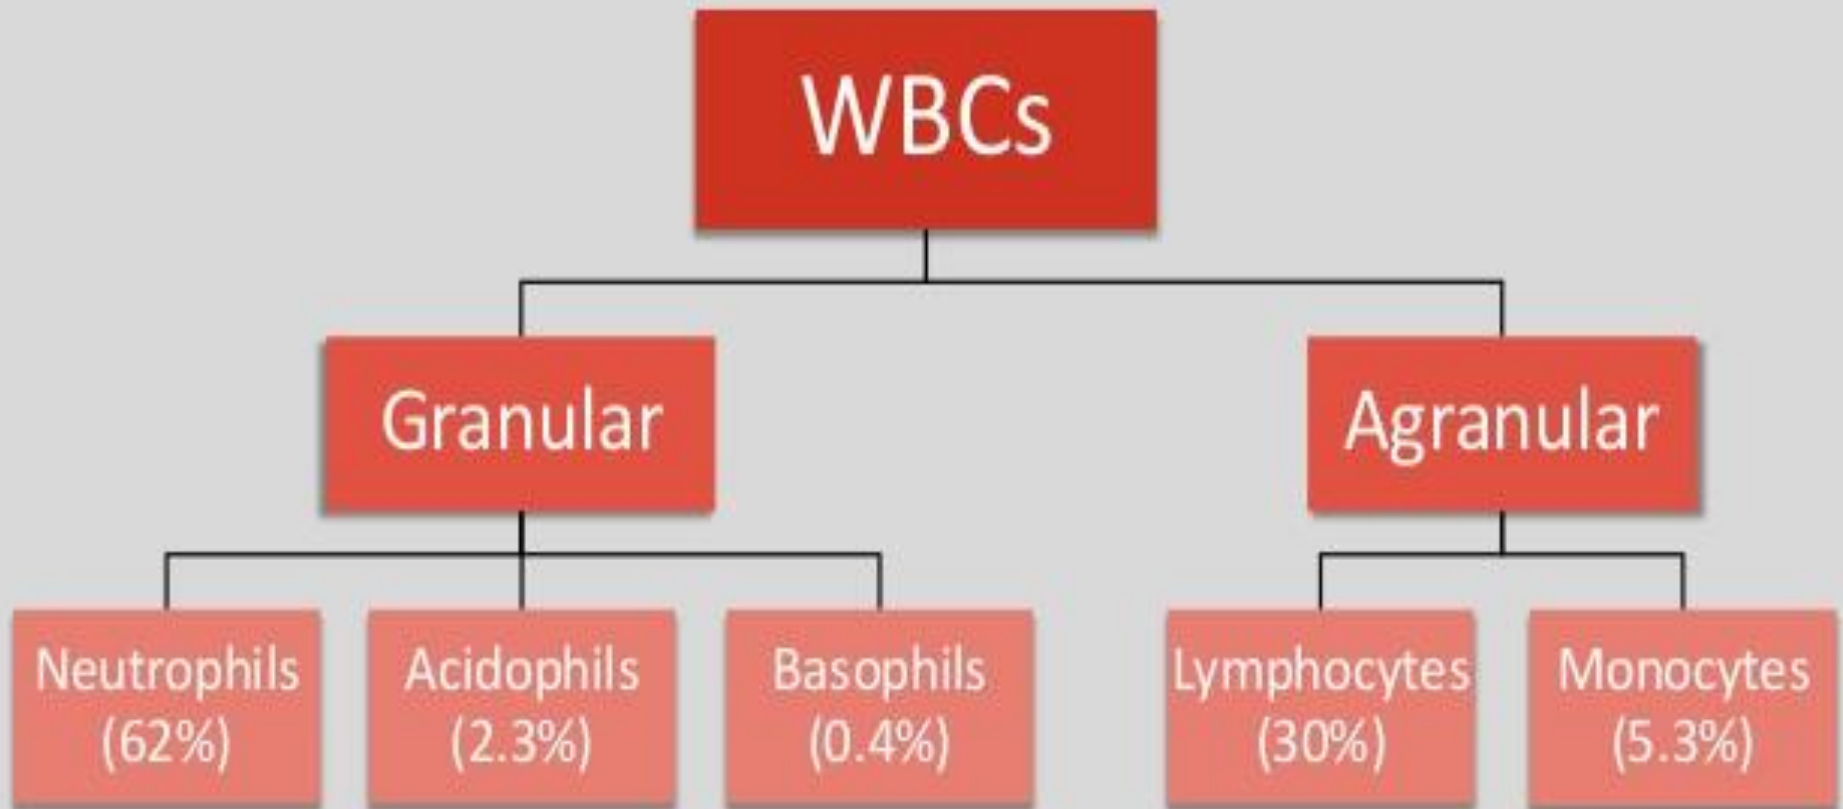 WBCs
Granular
Agranular
Neutrophils
(62%)
Acidophils
(2.3%)
Basophils
(0.4%)
Lymphocytes
(30%)
Monocytes
(5.3%)